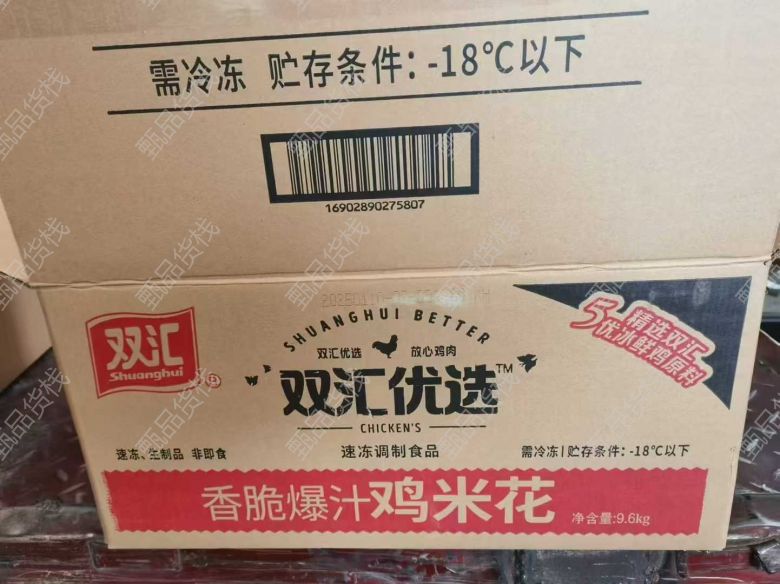 需冷冻 贮存条件：-18℃以下
16902890275807
SHUANGHUI BETTER
双汇优选 放心鸡肉
双汇
Shuanghui
双汇优选™
CHICKEN'S
精选双汇
5优冰鲜鸡原料
速冻、生制品 非即食
速冻调制食品
需冷冻 | 贮存条件：-18℃以下
香脆爆汁鸡米花
净含量:9.6kg
甄品货栈